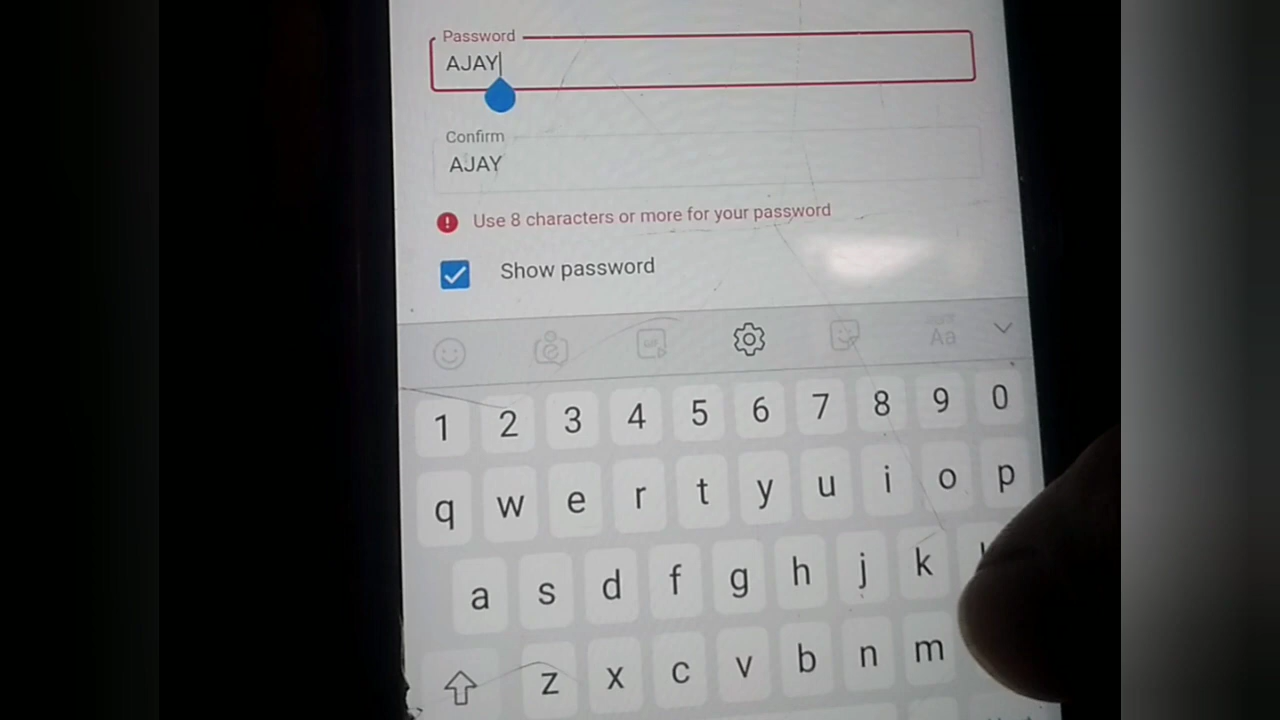 Password
AJAY
Confirm
AJAY
Use 8 characters or more for your password
Show password
Aa
1 2 3 4 5 6 7 8 9 0
q w e r t y u i o p
a s d f g h j k
z x c v b n m